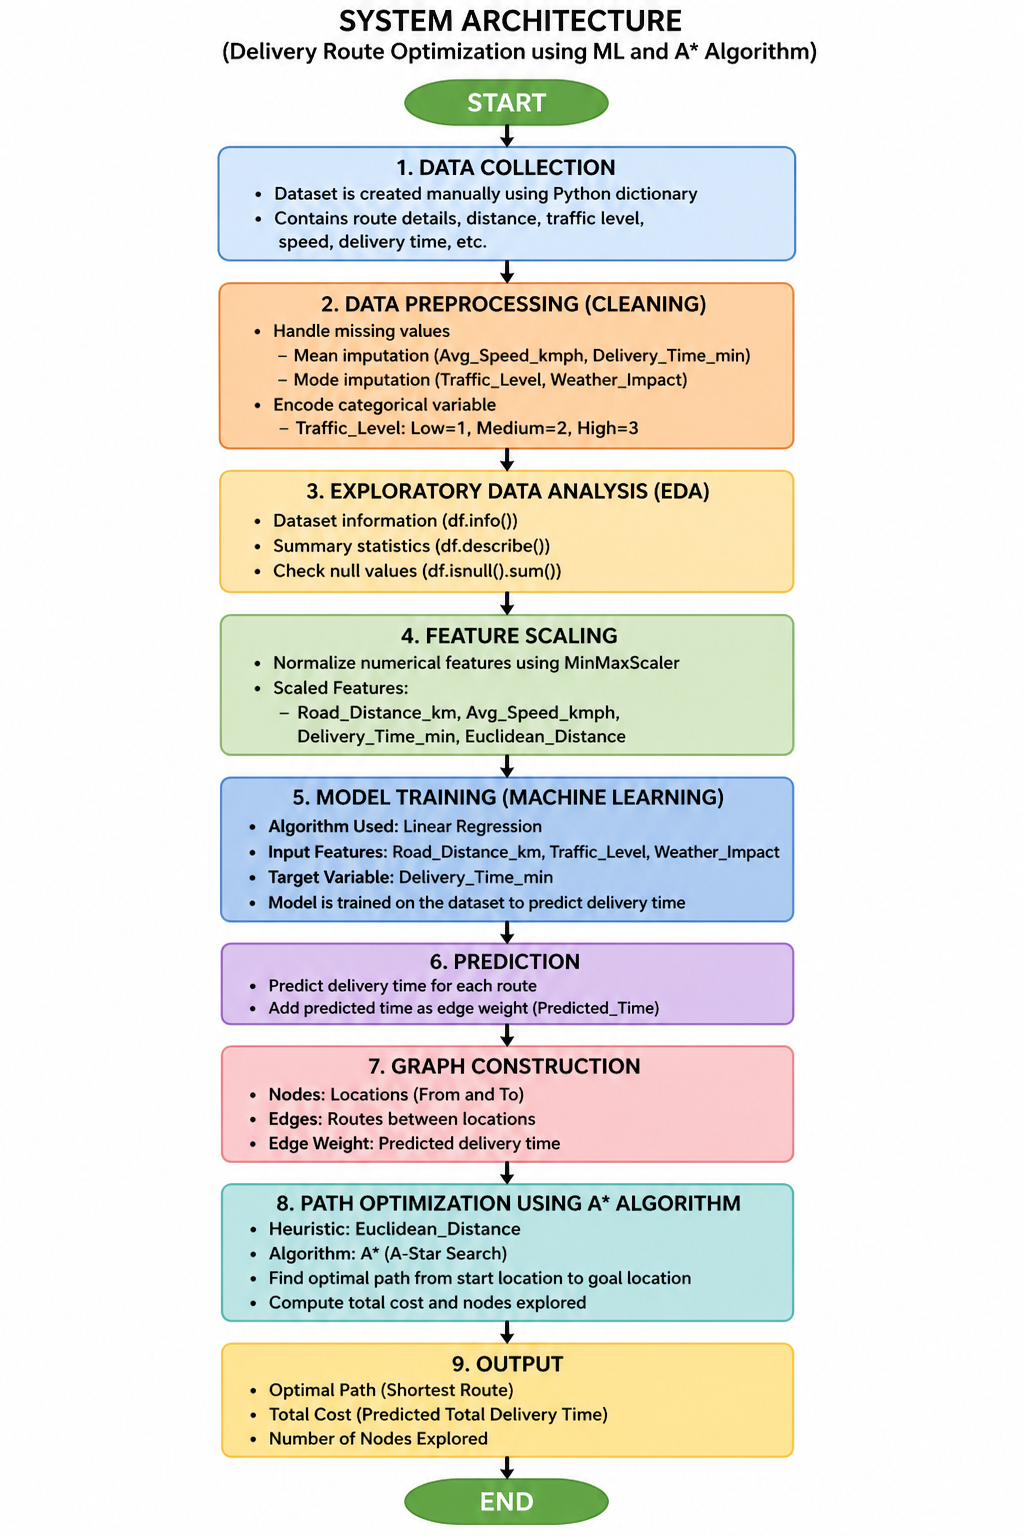 SYSTEM ARCHITECTURE
(Delivery Route Optimization using ML and A* Algorithm)
START
1. DATA COLLECTION
• Dataset is created manually using Python dictionary
• Contains route details, distance, traffic level,
speed, delivery time, etc.
2. DATA PREPROCESSING (CLEANING)
• Handle missing values
– Mean imputation (Avg_Speed_kmph, Delivery_Time_min)
– Mode imputation (Traffic_Level, Weather_Impact)
• Encode categorical variable
– Traffic_Level: Low=1, Medium=2, High=3
3. EXPLORATORY DATA ANALYSIS (EDA)
• Dataset information (df.info())
• Summary statistics (df.describe())
• Check null values (df.isnull().sum())
4. FEATURE SCALING
• Normalize numerical features using MinMaxScaler
• Scaled Features:
– Road_Distance_km, Avg_Speed_kmph,
Delivery_Time_min, Euclidean_Distance
5. MODEL TRAINING (MACHINE LEARNING)
• Algorithm Used: Linear Regression
• Input Features: Road_Distance_km, Traffic_Level, Weather_Impact
• Target Variable: Delivery_Time_min
• Model is trained on the dataset to predict delivery time
6. PREDICTION
• Predict delivery time for each route
• Add predicted time as edge weight (Predicted_Time)
7. GRAPH CONSTRUCTION
• Nodes: Locations (From and To)
• Edges: Routes between locations
• Edge Weight: Predicted delivery time
8. PATH OPTIMIZATION USING A* ALGORITHM
• Heuristic: Euclidean_Distance
• Algorithm: A* (A-Star Search)
• Find optimal path from start location to goal location
• Compute total cost and nodes explored
9. OUTPUT
• Optimal Path (Shortest Route)
• Total Cost (Predicted Total Delivery Time)
• Number of Nodes Explored
END